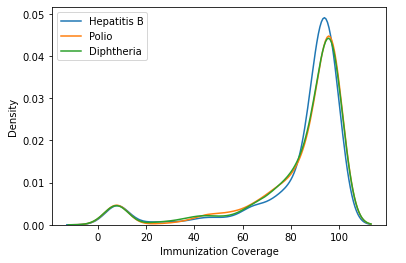 Hepatitis B
Polio
Diphtheria
0.05
0.04
0.03
0.02
0.01
0.00
Density
0 20 40 60 80 100
Immunization Coverage